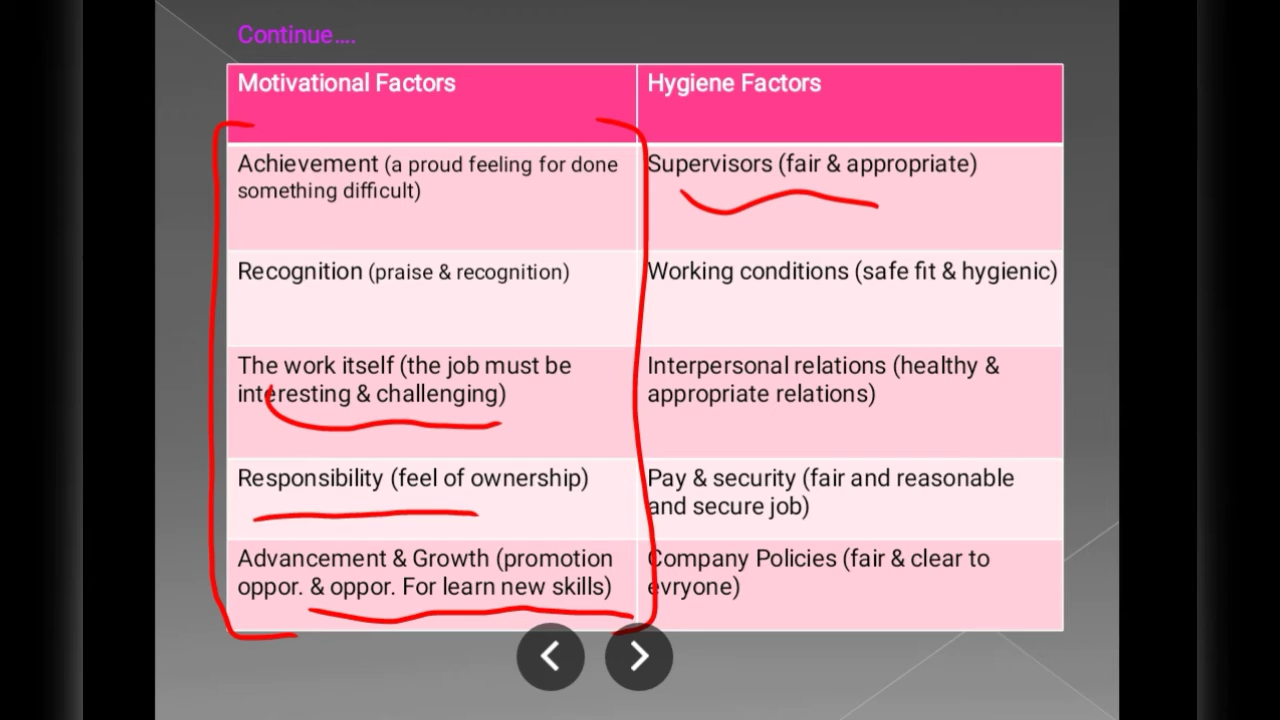 Continue....
Motivational Factors
Hygiene Factors
Achievement (a proud feeling for done
something difficult)
Supervisors (fair & appropriate)
Recognition (praise & recognition)
Working conditions (safe fit & hygienic)
The work itself (the job must be
interesting & challenging)
Interpersonal relations (healthy &
appropriate relations)
Responsibility (feel of ownership)
Pay & security (fair and reasonable
and secure job)
Advancement & Growth (promotion
oppor. & oppor. For learn new skills)
Company Policies (fair & clear to
evryone)